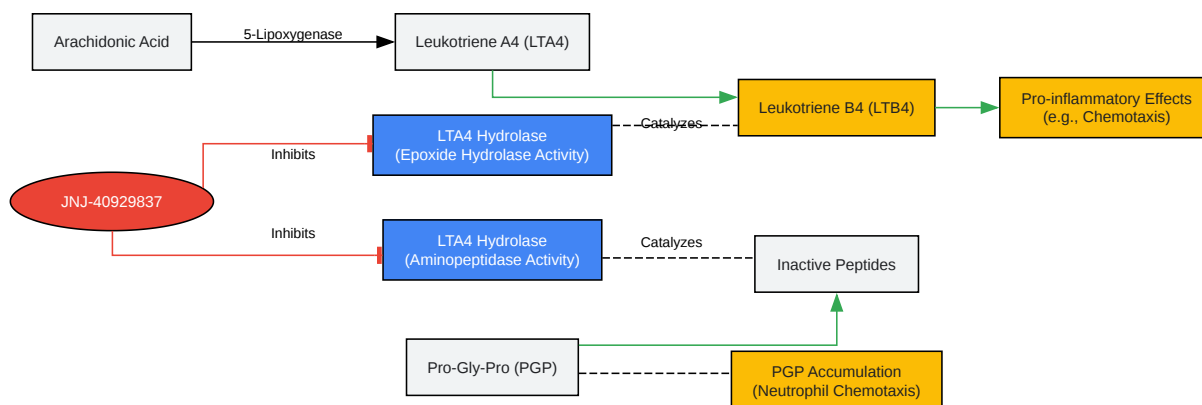 Arachidonic Acid
5-Lipoxygenase
Leukotriene A4 (LTA4)
Leukotriene B4 (LTB4)
Pro-inflammatory Effects
(e.g., Chemotaxis)
LTA4 Hydrolase
(Epoxide Hydrolase Activity)
Catalyzes
Inhibits
JNJ-40929837
Inhibits
LTA4 Hydrolase
(Aminopeptidase Activity)
Catalyzes
Inactive Peptides
Pro-Gly-Pro (PGP)
PGP Accumulation
(Neutrophil Chemotaxis)